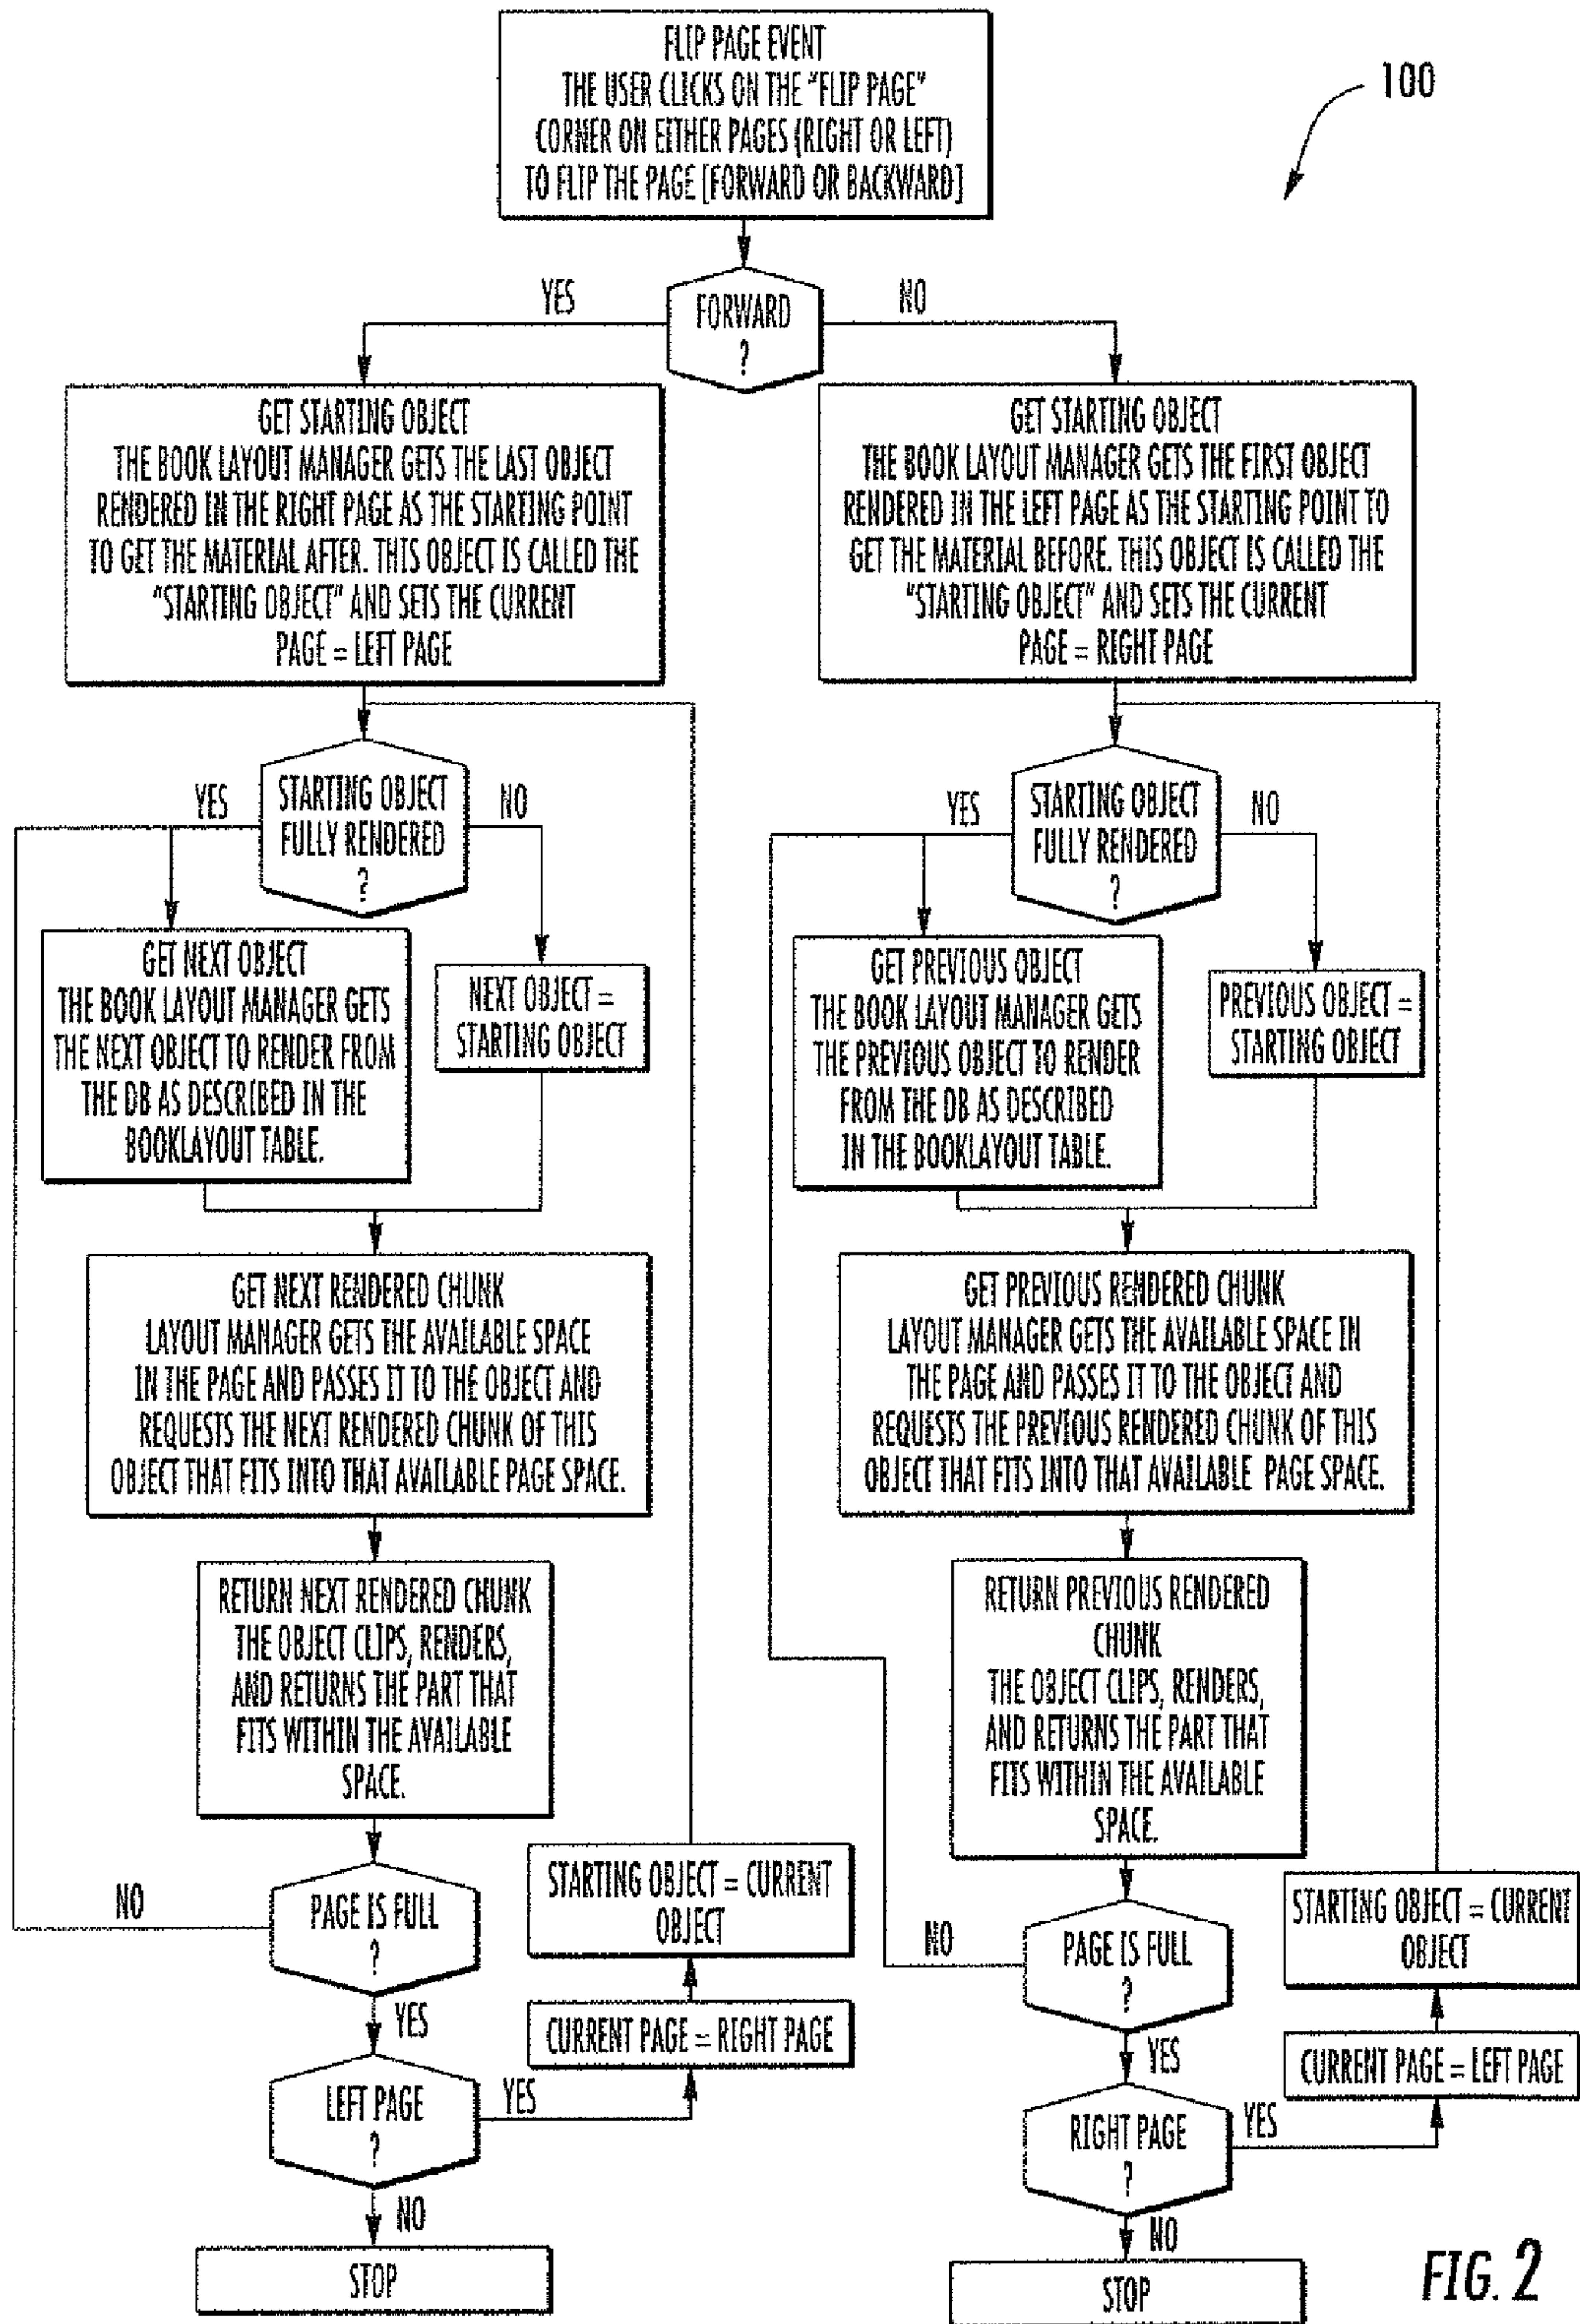 FLIP PAGE EVENT
THE USER CLICKS ON THE "FLIP PAGE"
CORNER ON EITHER PAGES (RIGHT OR LEFT)
TO FLIP THE PAGE [FORWARD OR BACKWARD]
100
FORWARD
?
YES
NO
GET STARTING OBJECT
THE BOOK LAYOUT MANAGER GETS THE LAST OBJECT
RENDERED IN THE RIGHT PAGE AS THE STARTING POINT
TO GET THE MATERIAL AFTER. THIS OBJECT IS CALLED THE
"STARTING OBJECT" AND SETS THE CURRENT
PAGE = LEFT PAGE
STARTING OBJECT
FULLY RENDERED
?
YES
NO
GET NEXT OBJECT
THE BOOK LAYOUT MANAGER GETS
THE NEXT OBJECT TO RENDER FROM
THE DB AS DESCRIBED IN THE
BOOKLAYOUT TABLE.
NEXT OBJECT =
STARTING OBJECT
GET NEXT RENDERED CHUNK
LAYOUT MANAGER GETS THE AVAILABLE SPACE
IN THE PAGE AND PASSES IT TO THE OBJECT AND
REQUESTS THE NEXT RENDERED CHUNK OF THIS
OBJECT THAT FITS INTO THAT AVAILABLE PAGE SPACE.
RETURN NEXT RENDERED CHUNK
THE OBJECT CLIPS, RENDERS,
AND RETURNS THE PART THAT
FITS WITHIN THE AVAILABLE
SPACE.
PAGE IS FULL
?
NO
YES
LEFT PAGE
?
YES
CURRENT PAGE = RIGHT PAGE
STARTING OBJECT = CURRENT
OBJECT
NO
STOP
GET STARTING OBJECT
THE BOOK LAYOUT MANAGER GETS THE FIRST OBJECT
RENDERED IN THE LEFT PAGE AS THE STARTING POINT TO
GET THE MATERIAL BEFORE. THIS OBJECT IS CALLED THE
"STARTING OBJECT" AND SETS THE CURRENT
PAGE = RIGHT PAGE
STARTING OBJECT
FULLY RENDERED
?
YES
NO
GET PREVIOUS OBJECT
THE BOOK LAYOUT MANAGER GETS
THE PREVIOUS OBJECT TO RENDER
FROM THE DB AS DESCRIBED
IN THE BOOKLAYOUT TABLE.
PREVIOUS OBJECT =
STARTING OBJECT
GET PREVIOUS RENDERED CHUNK
LAYOUT MANAGER GETS THE AVAILABLE SPACE IN
THE PAGE AND PASSES IT TO THE OBJECT AND
REQUESTS THE PREVIOUS RENDERED CHUNK OF THIS
OBJECT THAT FITS INTO THAT AVAILABLE PAGE SPACE.
RETURN PREVIOUS RENDERED
CHUNK
THE OBJECT CLIPS, RENDERS,
AND RETURNS THE PART THAT
FITS WITHIN THE AVAILABLE
SPACE.
PAGE IS FULL
?
NO
YES
RIGHT PAGE
?
YES
CURRENT PAGE = LEFT PAGE
STARTING OBJECT = CURRENT
OBJECT
NO
STOP
FIG. 2